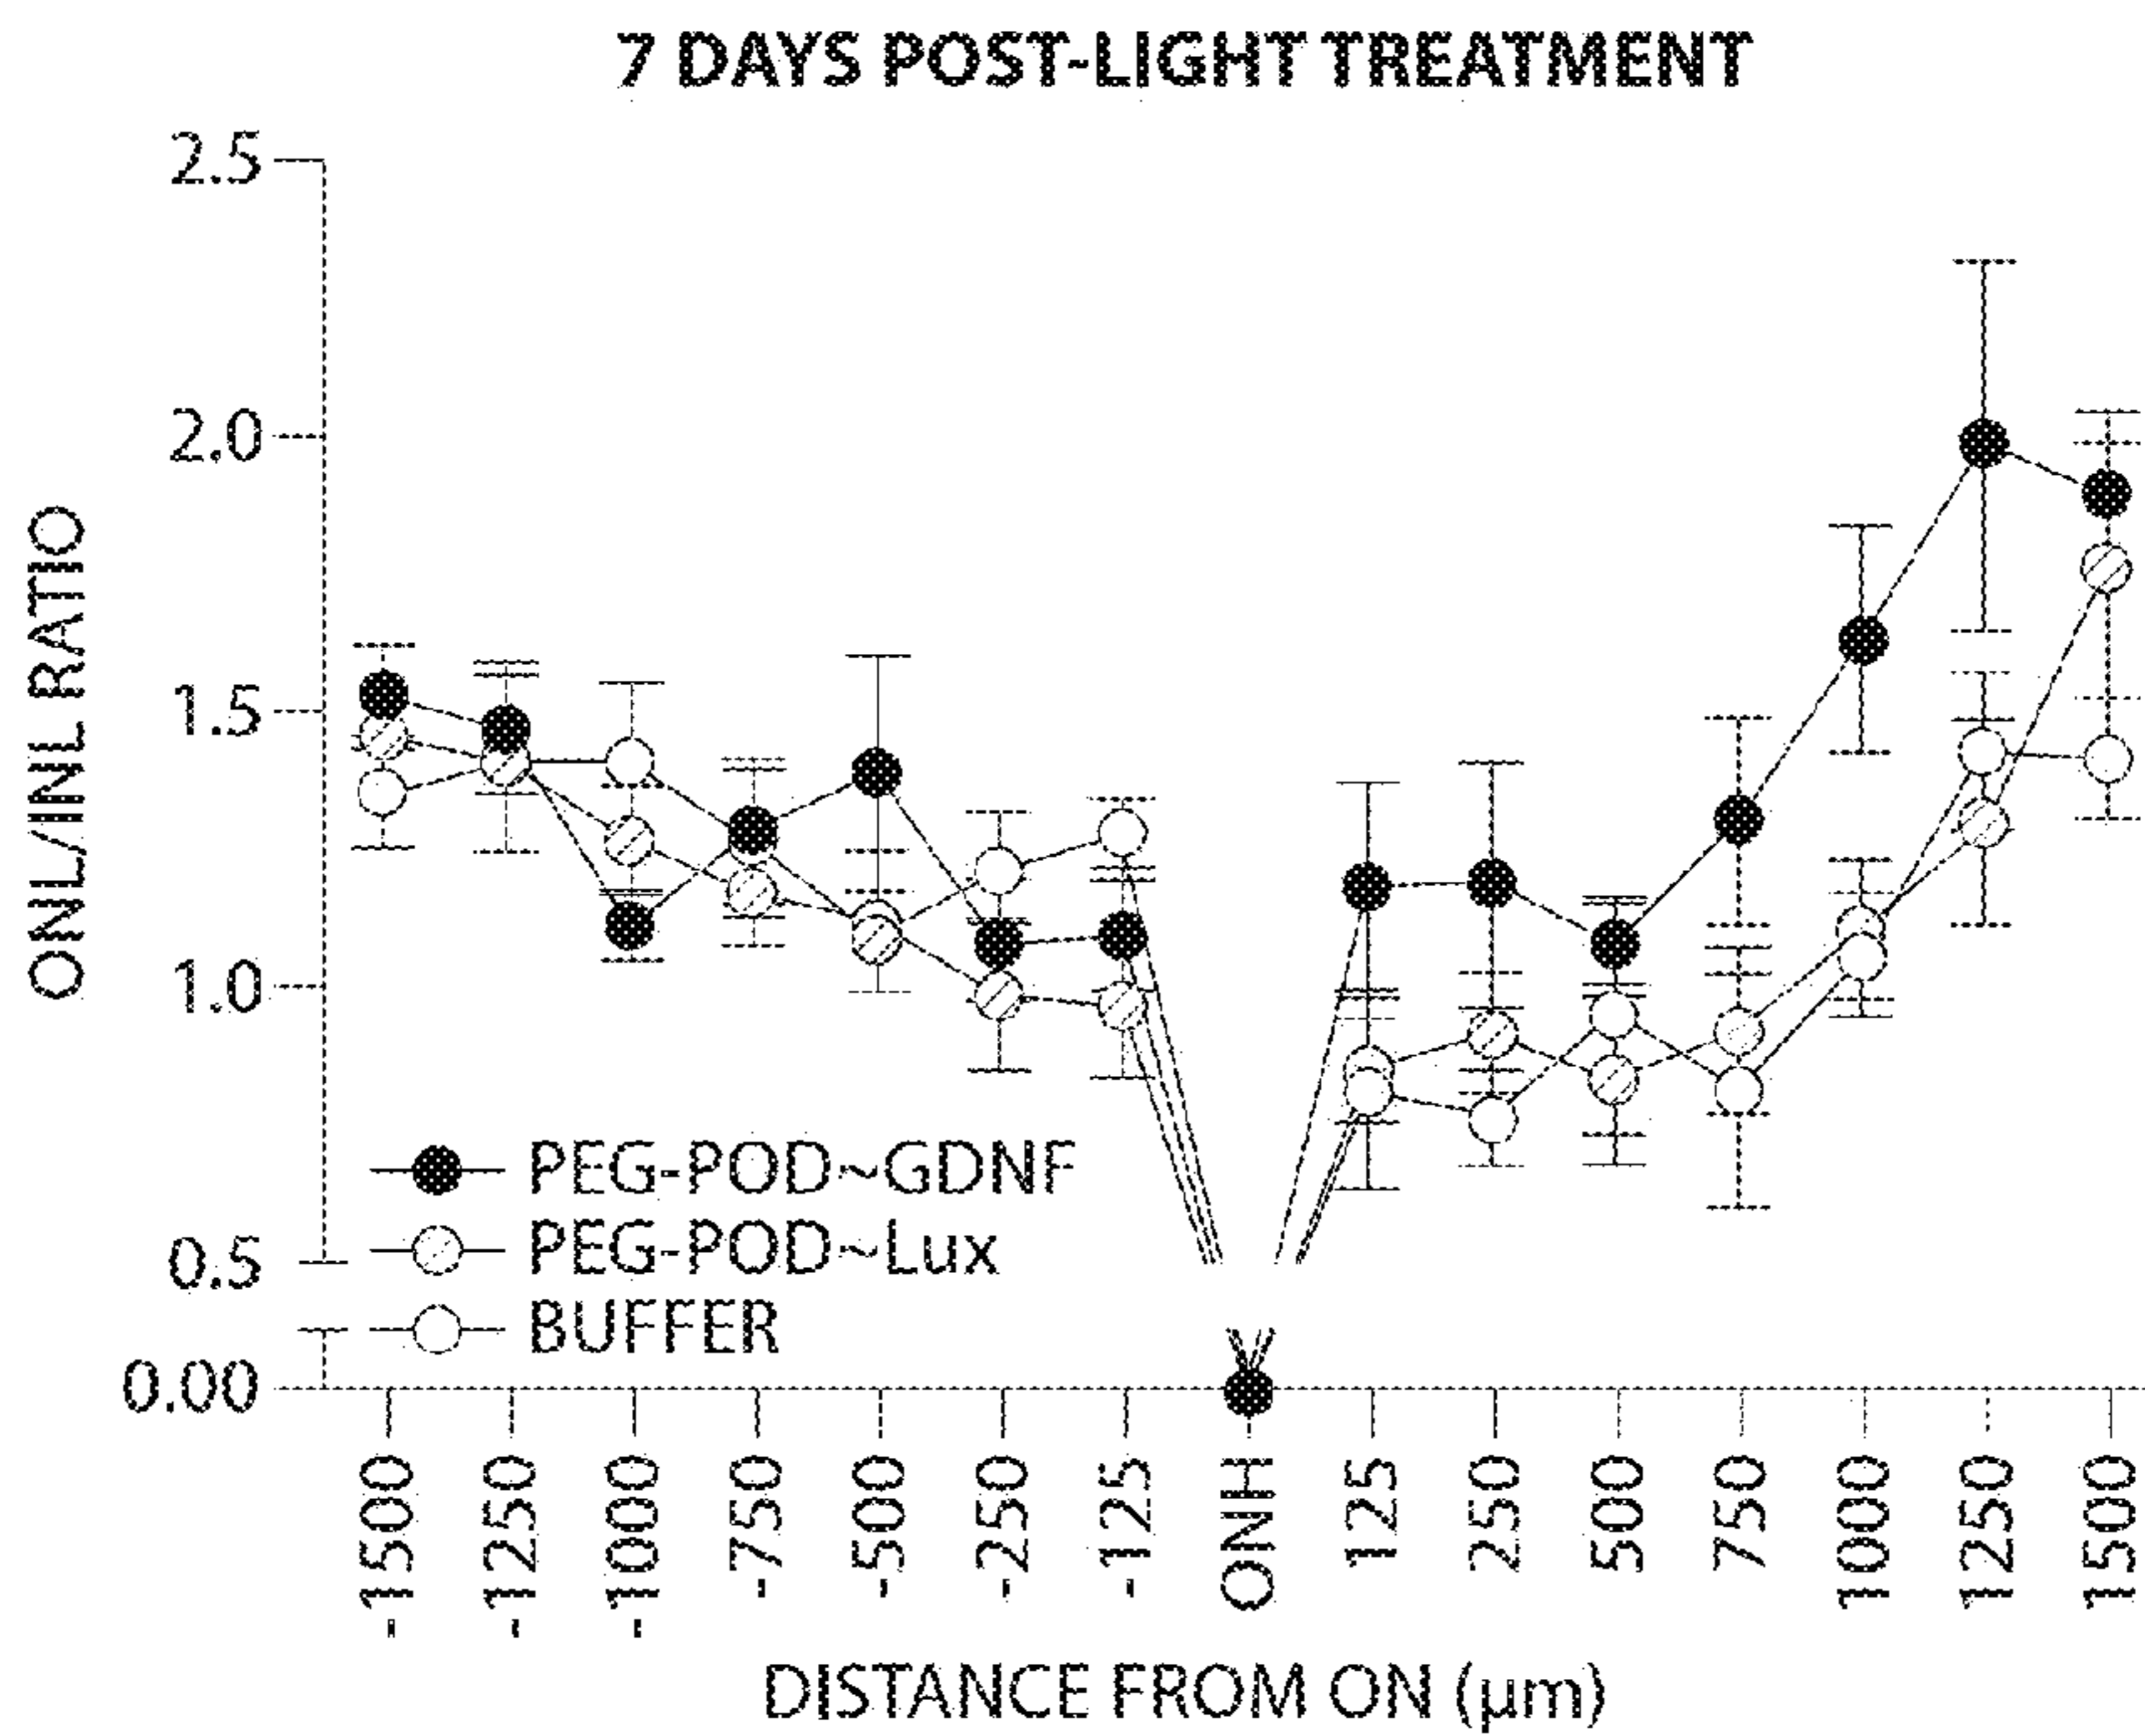 7 DAYS POST-LIGHT TREATMENT
2.5
2.0
1.5
1.0
0.5
0.00
ONL/INL RATIO
PEG-POD~GDNF
PEG-POD~Lux
BUFFER
-1500
-1250
-1000
-750
-500
-250
-125
ONH
125
250
500
750
1000
1250
1500
DISTANCE FROM ON (µm)